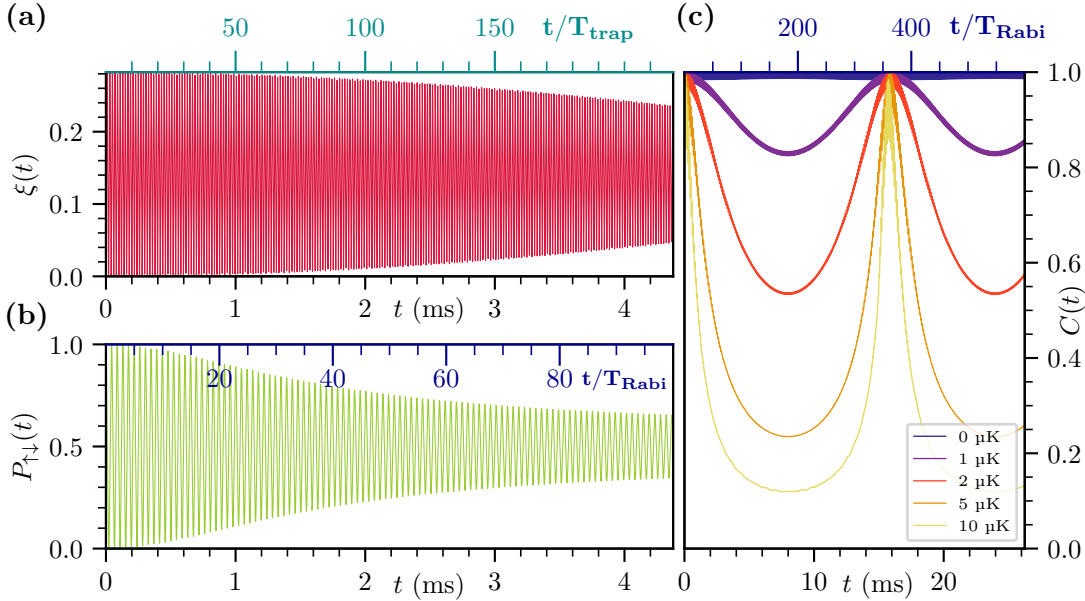 (a)
50 100 150 t/T_trap
ξ(t)
0.2
0.1
0.0
0 1 2 t (ms) 3 4
(b)
P↑↓(t)
1.0
0.5
0.0
20 40 60 80 t/T_Rabi
0 1 2 t (ms) 3 4
(c)
200 400 t/T_Rabi
C(t)
1.0
0.8
0.6
0.4
0.2
0.0
0 µK
1 µK
2 µK
5 µK
10 µK
0 10 t (ms) 20